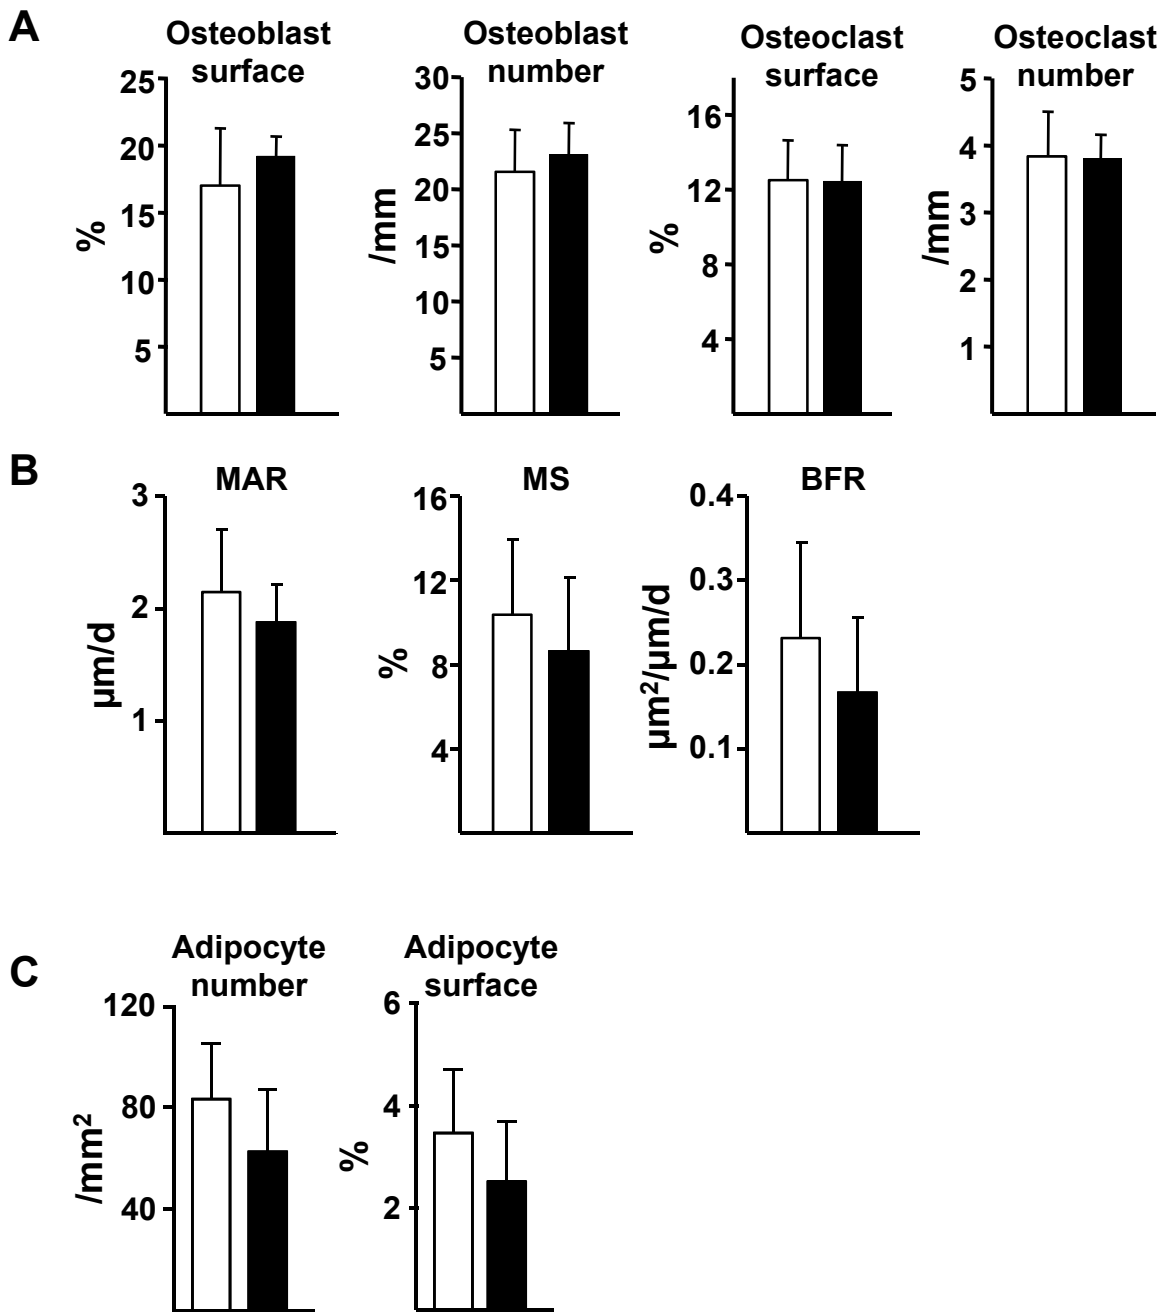 A
Osteoblast
surface
25
20
15
10
5
%
Osteoblast
number
30
25
20
15
10
5
/mm
Osteoclast
surface
16
12
8
4
%
Osteoclast
number
5
4
3
2
1
/mm
B
MAR
3
2
1
µm/d
MS
16
12
8
4
%
BFR
0.4
0.3
0.2
0.1
µm²/µm/d
C
Adipocyte
number
120
80
40
/mm²
Adipocyte
surface
6
4
2
%